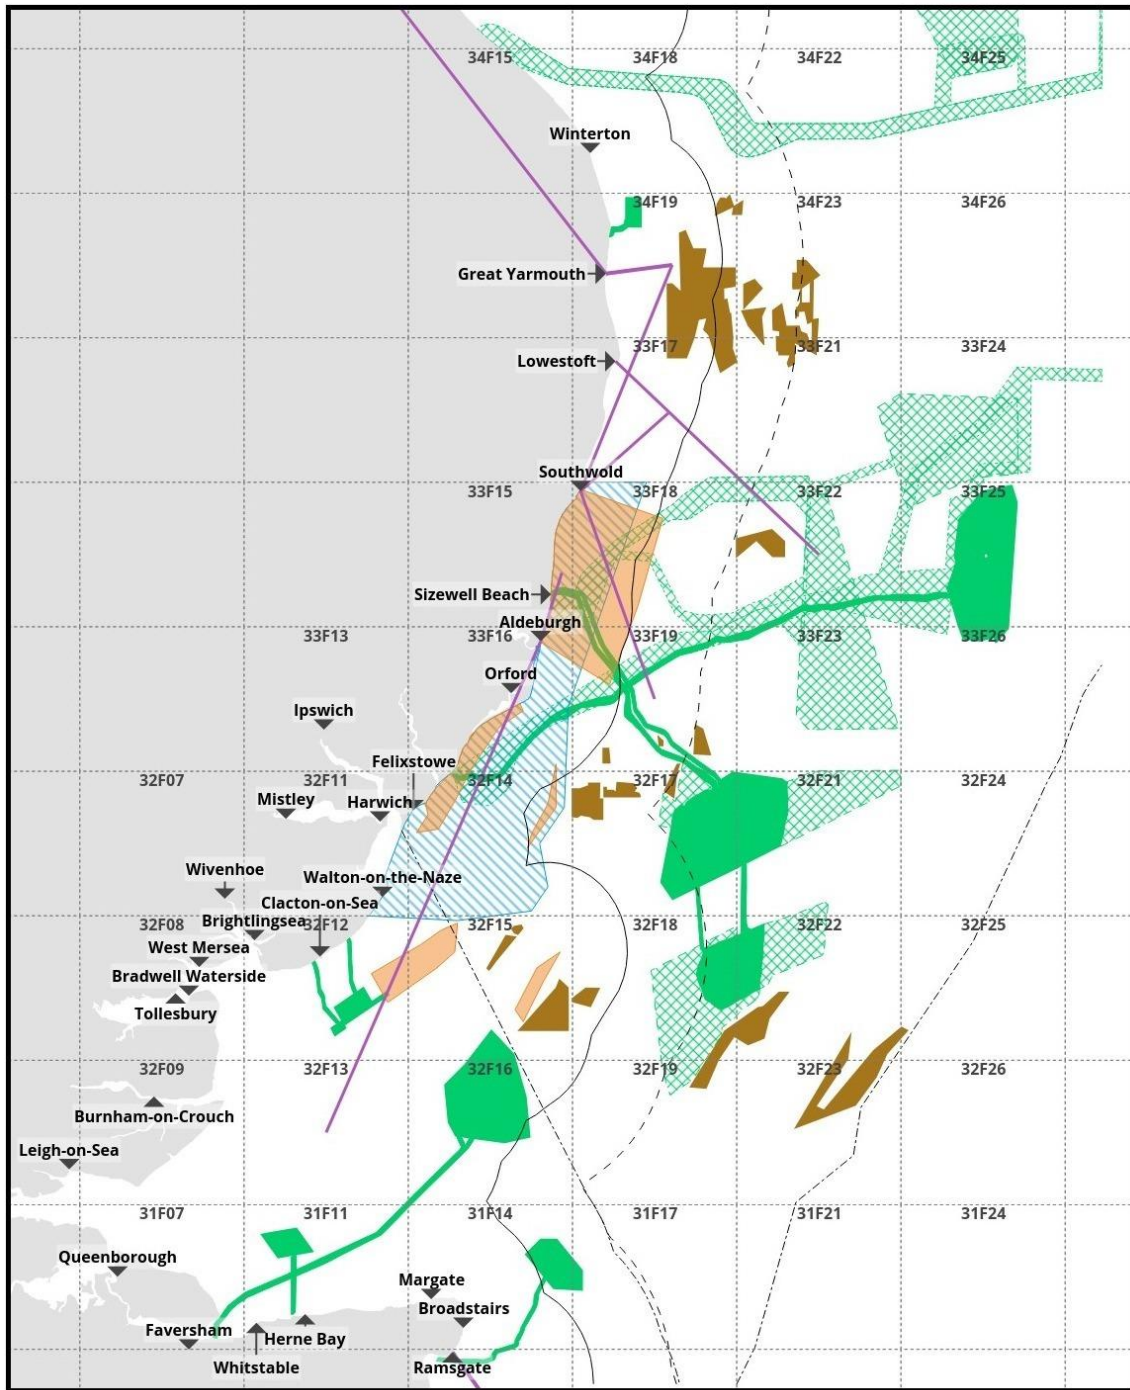 34F15 34F18 34F22 34F25
Winterton
34F19 34F23 34F26
Great Yarmouth
33F17 33F21 33F24
Lowestoft
Southwold
33F15 33F18 33F22 33F25
Sizewell Beach
Aldeburgh
33F13 33F16 33F19 33F23 33F26
Orford
Ipswich
Felixstowe
32F07 32F11 32F14 32F17 32F21 32F24
Mistley Harwich
Wivenhoe Walton-on-the-Naze
Clacton-on-Sea
32F08 Brightlingsea 32F12 32F15 32F18 32F22 32F25
West Mersea
Bradwell Waterside
Tollesbury
32F09 32F13 32F16 32F19 32F23 32F26
Burnham-on-Crouch
Leigh-on-Sea
31F07 31F11 31F14 31F17 31F21 31F24
Queenborough
Margate
Broadstairs
Faversham
Herne Bay
Whitstable Ramsgate